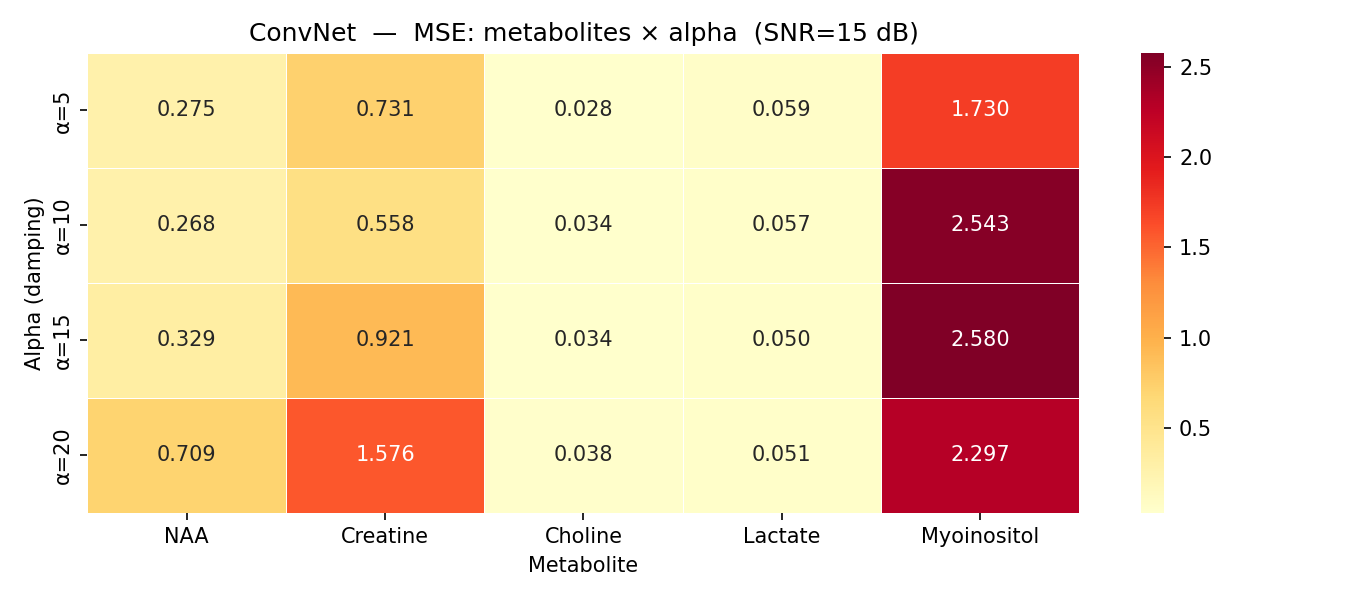 ConvNet — MSE: metabolites × alpha (SNR=15 dB)
Alpha (damping)
α=5 0.275 0.731 0.028 0.059 1.730
α=10 0.268 0.558 0.034 0.057 2.543
α=15 0.329 0.921 0.034 0.050 2.580
α=20 0.709 1.576 0.038 0.051 2.297
NAA Creatine Choline Lactate Myoinositol
Metabolite
2.5
2.0
1.5
1.0
0.5